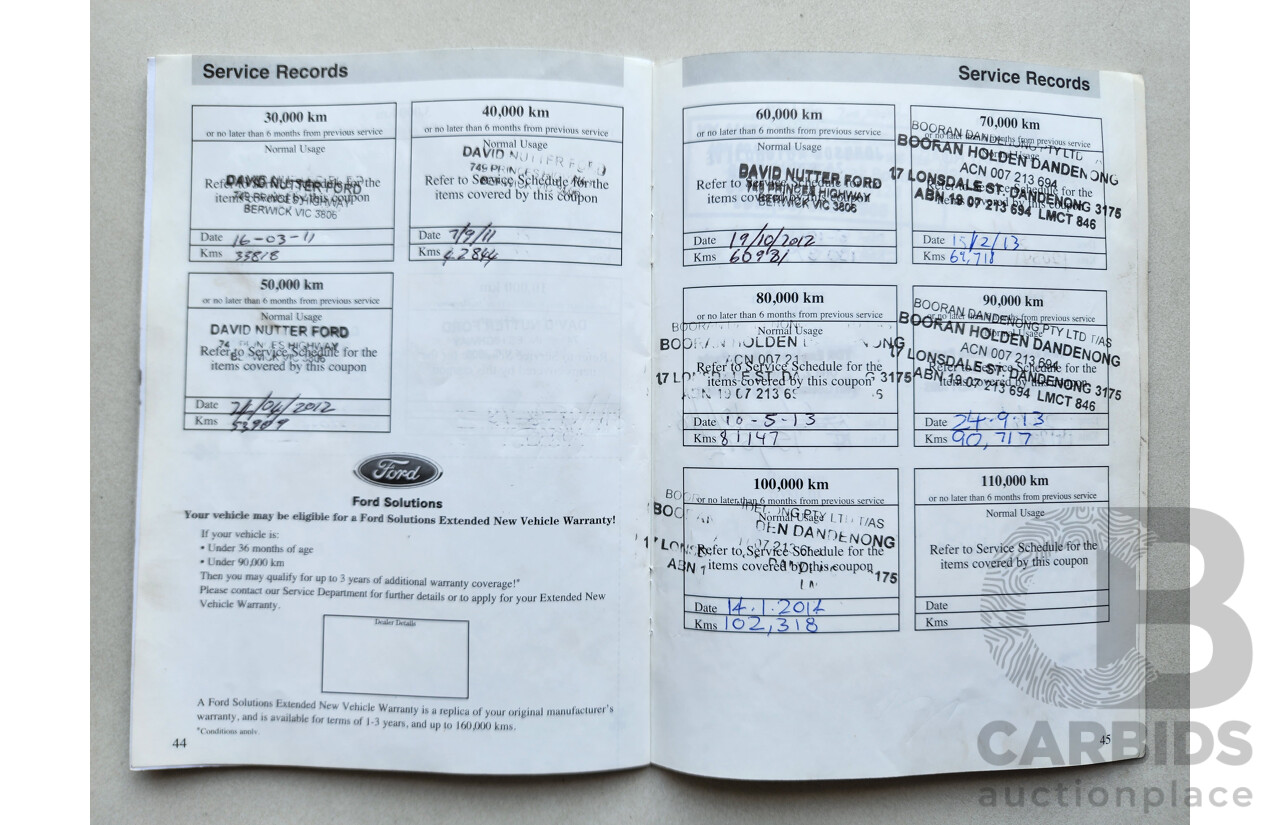 Service Records
30,000 km
or no later than 6 months from previous service
Normal Usage
DAVID NUTTER FORD
Refer to Service Schedule for the
items covered by this coupon
BERWICK VIC 3806
Date 16-03-11
Kms 35818
40,000 km
or no later than 6 months from previous service
Normal Usage
DAVID NUTTER FORD
Refer to Service Schedule for the
items covered by this coupon
Date 7/9/11
Kms 42844
50,000 km
or no later than 6 months from previous service
Normal Usage
DAVID NUTTER FORD
Refer to Service Schedule for the
items covered by this coupon
Date 24/04/2012
Kms
Ford
Ford Solutions
Your vehicle may be eligible for a Ford Solutions Extended New Vehicle Warranty!
If your vehicle is:
• Under 36 months of age
• Under 90,000 km
Then you may qualify for up to 3 years of additional warranty coverage!*
Please contact our Service Department for further details or to apply for your Extended New
Vehicle Warranty.
Dealer Details
A Ford Solutions Extended New Vehicle Warranty is a replica of your original manufacturer's
warranty, and is available for terms of 1-3 years, and up to 160,000 kms.
*Conditions apply.
44
Service Records
60,000 km
or no later than 6 months from previous service
Normal Usage
DAVID NUTTER FORD
Refer to Service Schedule for the
745 PRINCES HIGHWAY
items covered by this coupon
BERWICK VIC 3806
Date 19/10/2012
Kms 60931
70,000 km
or no later than 6 months from previous service
BOORAN DANDENONG PTY LTD
BOORAN HOLDEN DANDENONG
ACN 007 213 694
17 LONSDALE ST. DANDENONG 3175
ABN 19 07 213 694 LMCT 846
Date 15/2/13
Kms
80,000 km
or no later than 6 months from previous service
Normal Usage
BOORAN HOLDEN
ACN 007 21
Refer to Service Schedule for the
items covered by this coupon
Date 10-5-13
Kms 81147
90,000 km
or no later than 6 months from previous service
BOORAN DANDENONG PTY LTD T/AS
BOORAN HOLDEN DANDENONG
ACN 007 213 694
17 LONSDALE ST. DANDENONG 3175
ABN 19 07 213 694 LMCT 846
Date 24.9.13
Kms 90,717
100,000 km
or no later than 6 months from previous service
Normal Usage
PTY LTD T/AS
DANDENONG
Refer to Service Schedule for the
items covered by this coupon
Date 14.1.2014
Kms 102,318
110,000 km
or no later than 6 months from previous service
Normal Usage
Refer to Service Schedule for the
items covered by this coupon
Date
Kms
45
CARBIDS
auctionplace